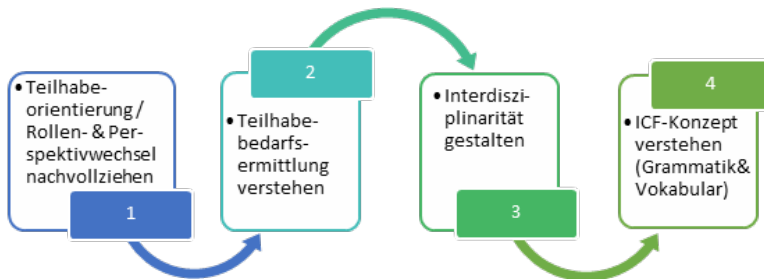 • Teilhabe-
orientierung /
Rollen- & Per-
spektivwechsel
nachvollziehen
1
2
• Teilhabe-
bedarfs-
ermittlung
verstehen
• Interdiszi-
plinarität
gestalten
3
4
• ICF-Konzept
verstehen
(Grammatik&
Vokabular)